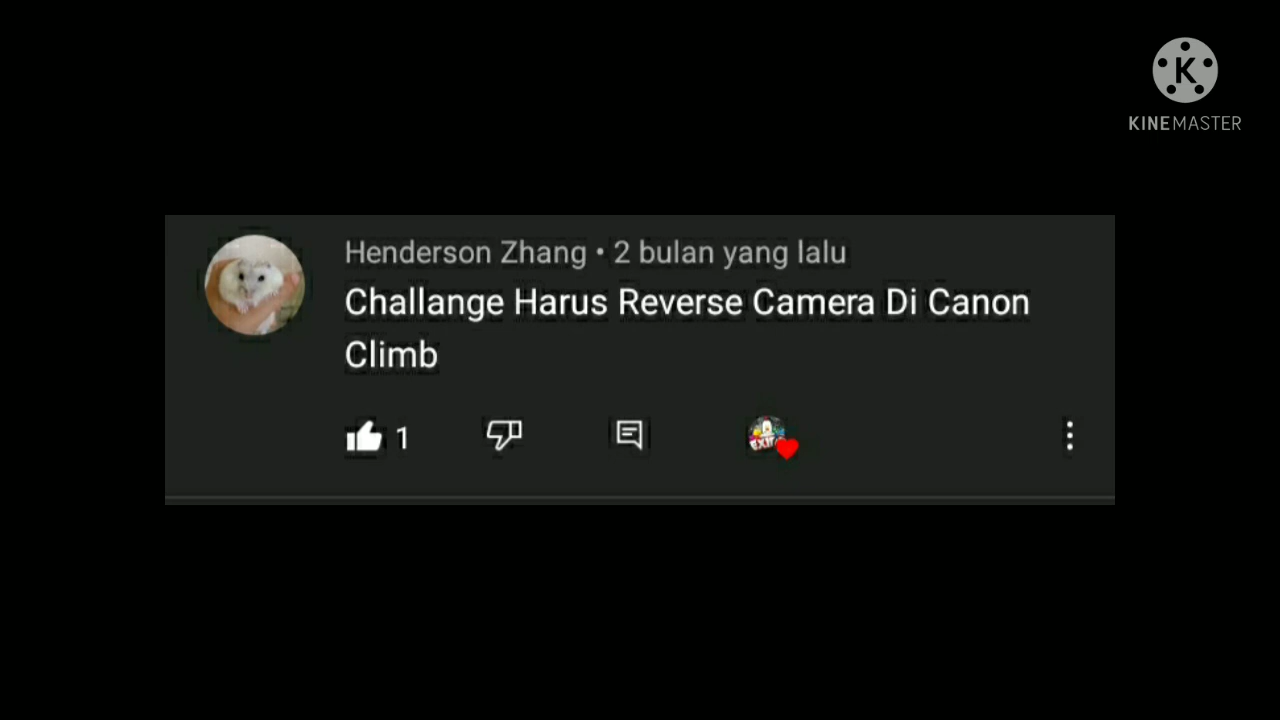 K
KINEMASTER
Henderson Zhang • 2 bulan yang lalu
Challange Harus Reverse Camera Di Canon
Climb
1